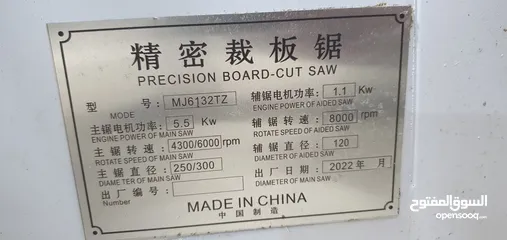 精密裁板锯
PRECISION BOARD-CUT SAW
型 号: MJ6132TZ
MODE
辅锯电机功率: 1.1 Kw
ENGINE POWER OF AIDED SAW
主锯电机功率: 5.5 Kw
ENGINE POWER OF MAIN SAW
辅 锯 转 速: 8000 rpm
ROTATE SPEED OF AIDED SAW
主 锯 转 速: 4300/6000 rpm
ROTATE SPEED OF MAIN SAW
辅 锯 直 径: 120
DIAMETER OF AIDED SAW
主 锯 直 径: 250/300
DIAMETER OF MAIN SAW
出 厂 日 期: 2022年 月
出 厂 编 号:
Number
MADE IN CHINA
中 国 制 造
السوق المفتوح
opensooq.com